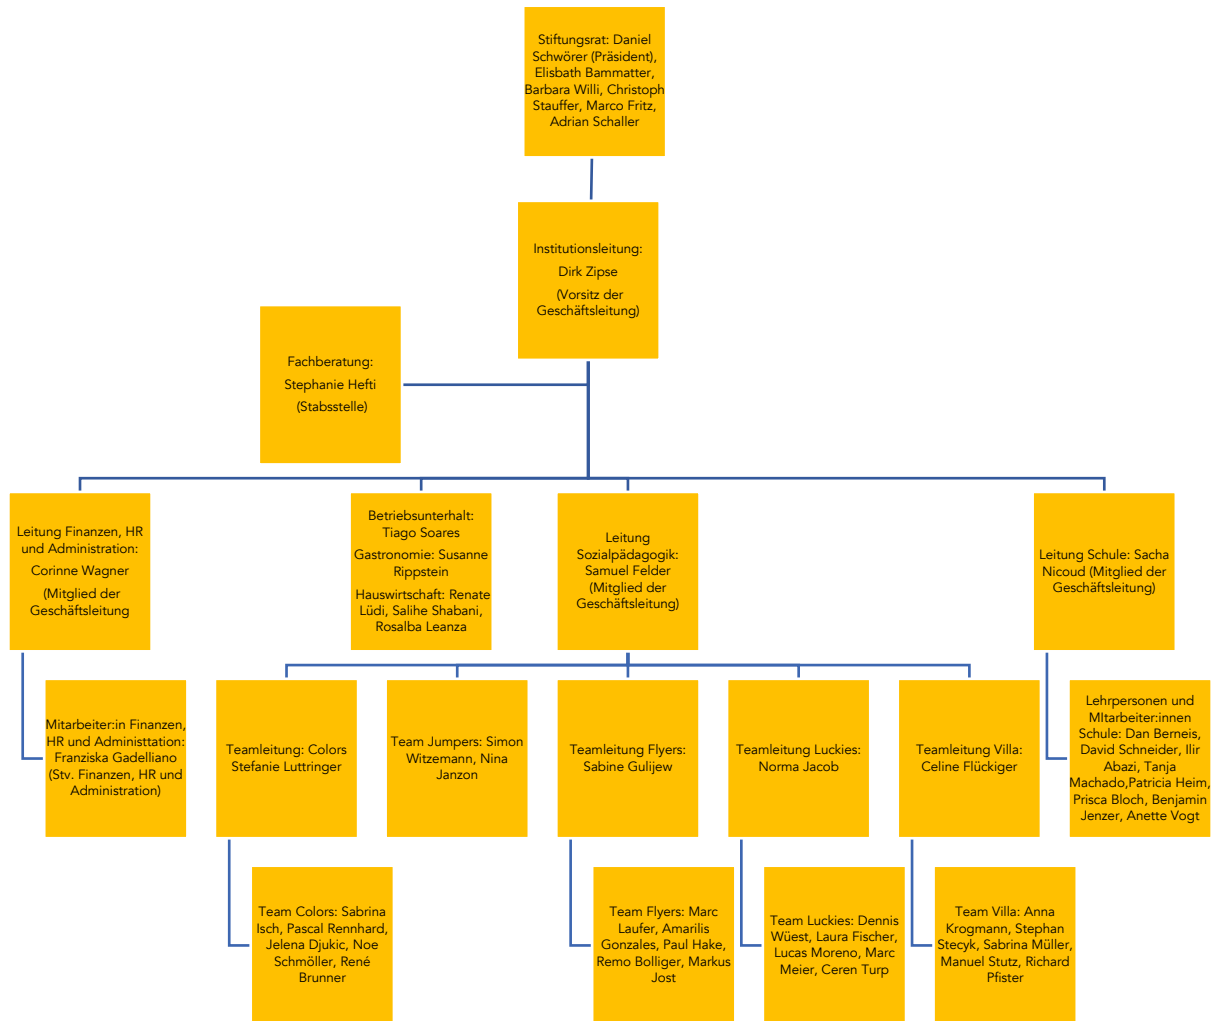 Stiftungsrat: Daniel
Schwörer (Präsident),
Elisbath Bammatter,
Barbara Willi, Christoph
Stauffer, Marco Fritz,
Adrian Schaller
Institutionsleitung:
Dirk Zipse
(Vorsitz der
Geschäftsleitung)
Fachberatung:
Stephanie Hefti
(Stabsstelle)
Leitung Finanzen, HR
und Administration:
Corinne Wagner
(Mitglied der
Geschäftsleitung
Betriebsunterhalt:
Tiago Soares
Gastronomie: Susanne
Rippstein
Hauswirtschaft: Renate
Lüdi, Salihe Shabani,
Rosalba Leanza
Leitung
Sozialpädagogik:
Samuel Felder
(Mitglied der
Geschäftsleitung)
Leitung Schule: Sacha
Nicoud (Mitglied der
Geschäftsleitung)
Mitarbeiter:in Finanzen,
HR und Administtation:
Franziska Gadelliano
(Stv. Finanzen, HR und
Administration)
Teamleitung: Colors
Stefanie Luttringer
Team Jumpers: Simon
Witzemann, Nina
Janzon
Teamleitung Flyers:
Sabine Gulijew
Teamleitung Luckies:
Norma Jacob
Teamleitung Villa:
Celine Flückiger
Lehrpersonen und
MItarbeiter:innen
Schule: Dan Berneis,
David Schneider, Ilir
Abazi, Tanja
Machado,Patricia Heim,
Prisca Bloch, Benjamin
Jenzer, Anette Vogt
Team Colors: Sabrina
Isch, Pascal Rennhard,
Jelena Djukic, Noe
Schmöller, René
Brunner
Team Flyers: Marc
Laufer, Amarilis
Gonzales, Paul Hake,
Remo Bolliger, Markus
Jost
Team Luckies: Dennis
Wüest, Laura Fischer,
Lucas Moreno, Marc
Meier, Ceren Turp
Team Villa: Anna
Krogmann, Stephan
Stecyk, Sabrina Müller,
Manuel Stutz, Richard
Pfister